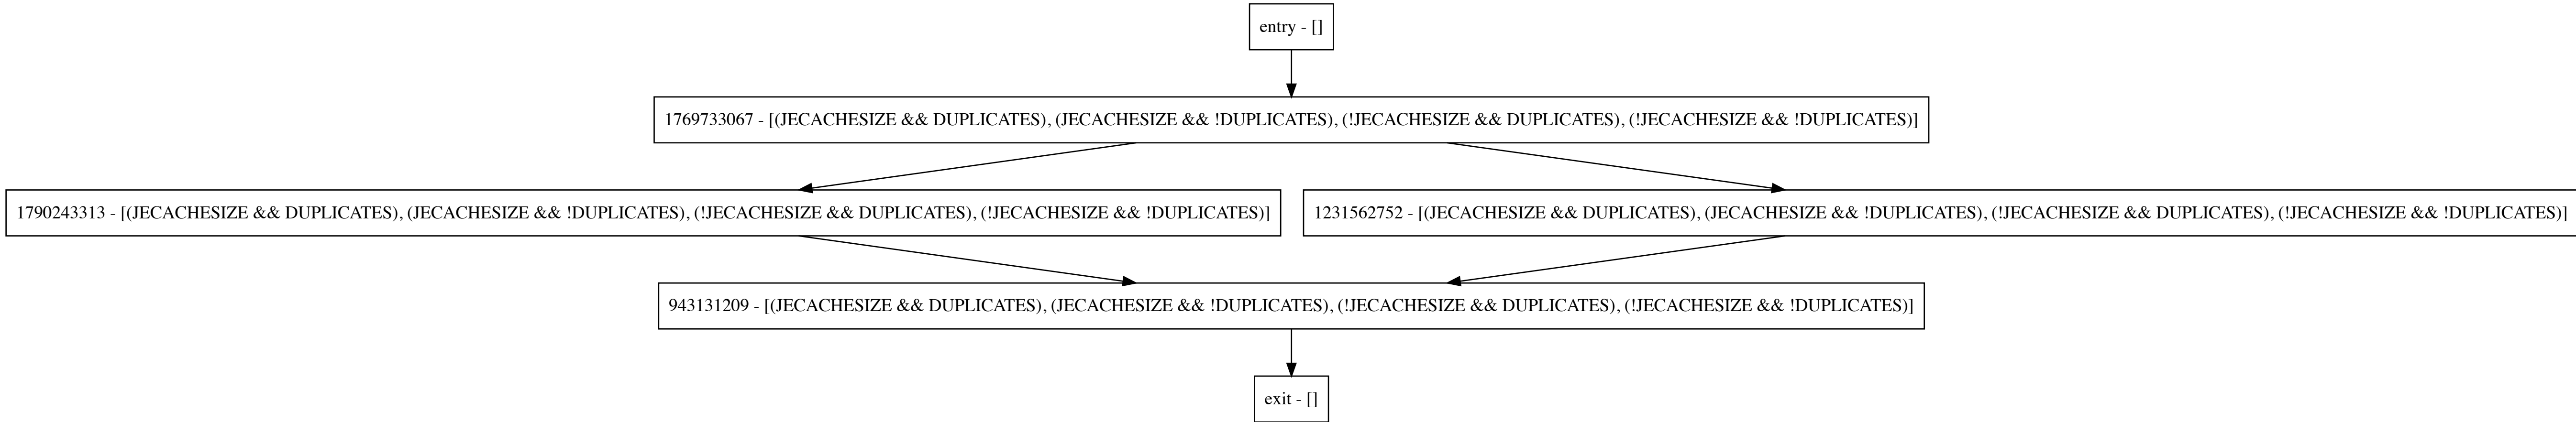 entry - []
1769733067 - [(JECACHESIZE && DUPLICATES), (JECACHESIZE && !DUPLICATES), (!JECACHESIZE && DUPLICATES), (!JECACHESIZE && !DUPLICATES)]
1790243313 - [(JECACHESIZE && DUPLICATES), (JECACHESIZE && !DUPLICATES), (!JECACHESIZE && DUPLICATES), (!JECACHESIZE && !DUPLICATES)]
1231562752 - [(JECACHESIZE && DUPLICATES), (JECACHESIZE && !DUPLICATES), (!JECACHESIZE && DUPLICATES), (!JECACHESIZE && !DUPLICATES)]
943131209 - [(JECACHESIZE && DUPLICATES), (JECACHESIZE && !DUPLICATES), (!JECACHESIZE && DUPLICATES), (!JECACHESIZE && !DUPLICATES)]
exit - []